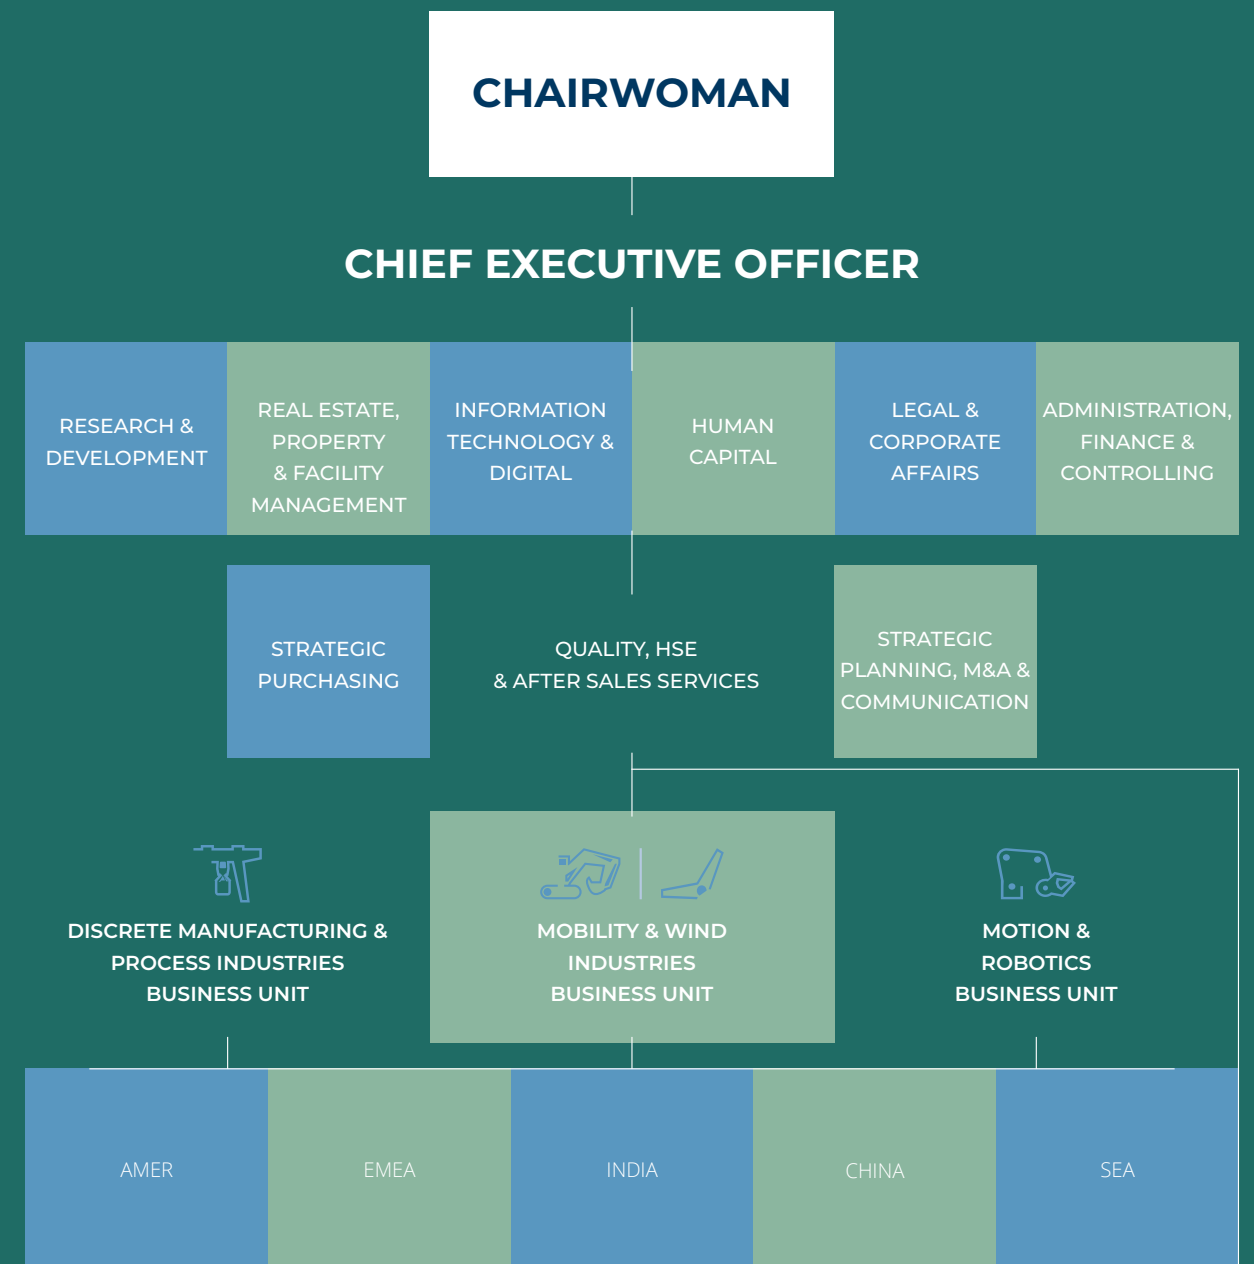 CHAIRWOMAN
CHIEF EXECUTIVE OFFICER
RESEARCH &
DEVELOPMENT
REAL ESTATE,
PROPERTY
& FACILITY
MANAGEMENT
INFORMATION
TECHNOLOGY &
DIGITAL
HUMAN
CAPITAL
LEGAL &
CORPORATE
AFFAIRS
ADMINISTRATION,
FINANCE &
CONTROLLING
STRATEGIC
PURCHASING
QUALITY, HSE
& AFTER SALES SERVICES
STRATEGIC
PLANNING, M&A &
COMMUNICATION
DISCRETE MANUFACTURING &
PROCESS INDUSTRIES
BUSINESS UNIT
MOBILITY & WIND
INDUSTRIES
BUSINESS UNIT
MOTION &
ROBOTICS
BUSINESS UNIT
AMER
EMEA
INDIA
CHINA
SEA